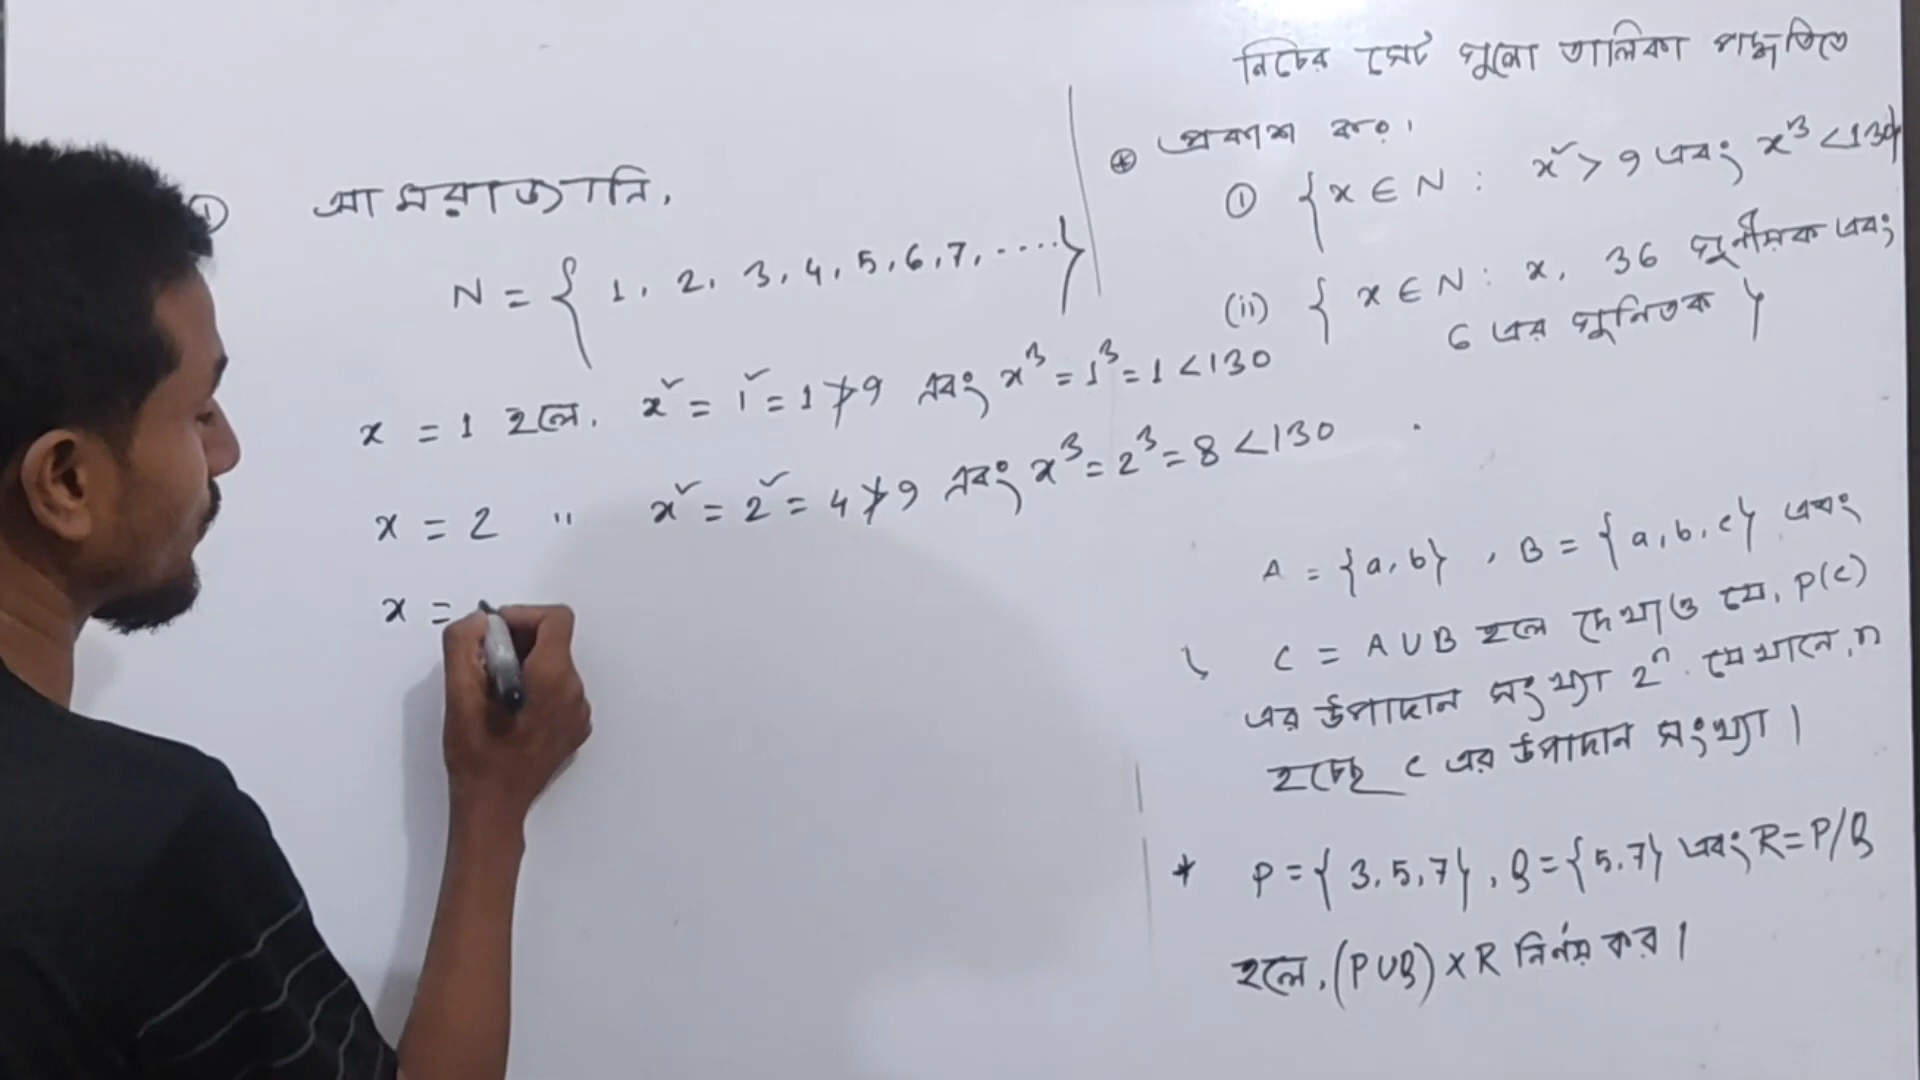 ① আমরা জানি,
N = { 1, 2, 3, 4, 5, 6, 7, ....}
x = 1 হলে, x² = 1² = 1 ≯ 9 এবং x³ = 1³ = 1 < 130
x = 2 " x² = 2² = 4 ≯ 9 এবং x³ = 2³ = 8 < 130
x =
নিচের সেট গুলো তালিকা পদ্ধতিতে
* প্রকাশ কর।
① {x ∈ N : x² > 9 এবং x³ < 130}
(ii) { x ∈ N : x, 36 গুনীয়ক এবং
6 এর গুনিতক }
A = {a, b}, B = {a, b, c} এবং
C = A ∪ B হলে দেখাও যে, P(c)
এর উপাদান সংখ্যা 2ⁿ. যেখানে, n
হচ্ছে c এর উপাদান সংখ্যা।
* P = { 3, 5, 7}, Q = {5, 7} এবং R = P/Q
হলে, (P ∪ Q) × R নির্নয় কর।